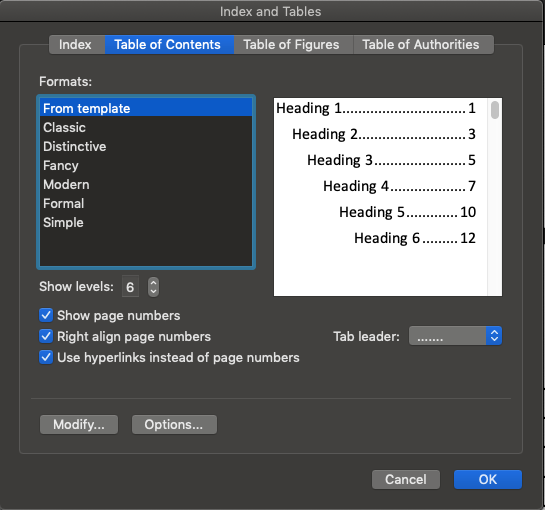 Index and Tables
Index Table of Contents Table of Figures Table of Authorities
Formats:
From template
Classic
Distinctive
Fancy
Modern
Formal
Simple
Heading 1.............................. 1
Heading 2.......................... 3
Heading 3...................... 5
Heading 4.................. 7
Heading 5............. 10
Heading 6......... 12
Show levels: 6
Show page numbers
Right align page numbers
Tab leader: .......
Use hyperlinks instead of page numbers
Modify... Options...
Cancel OK